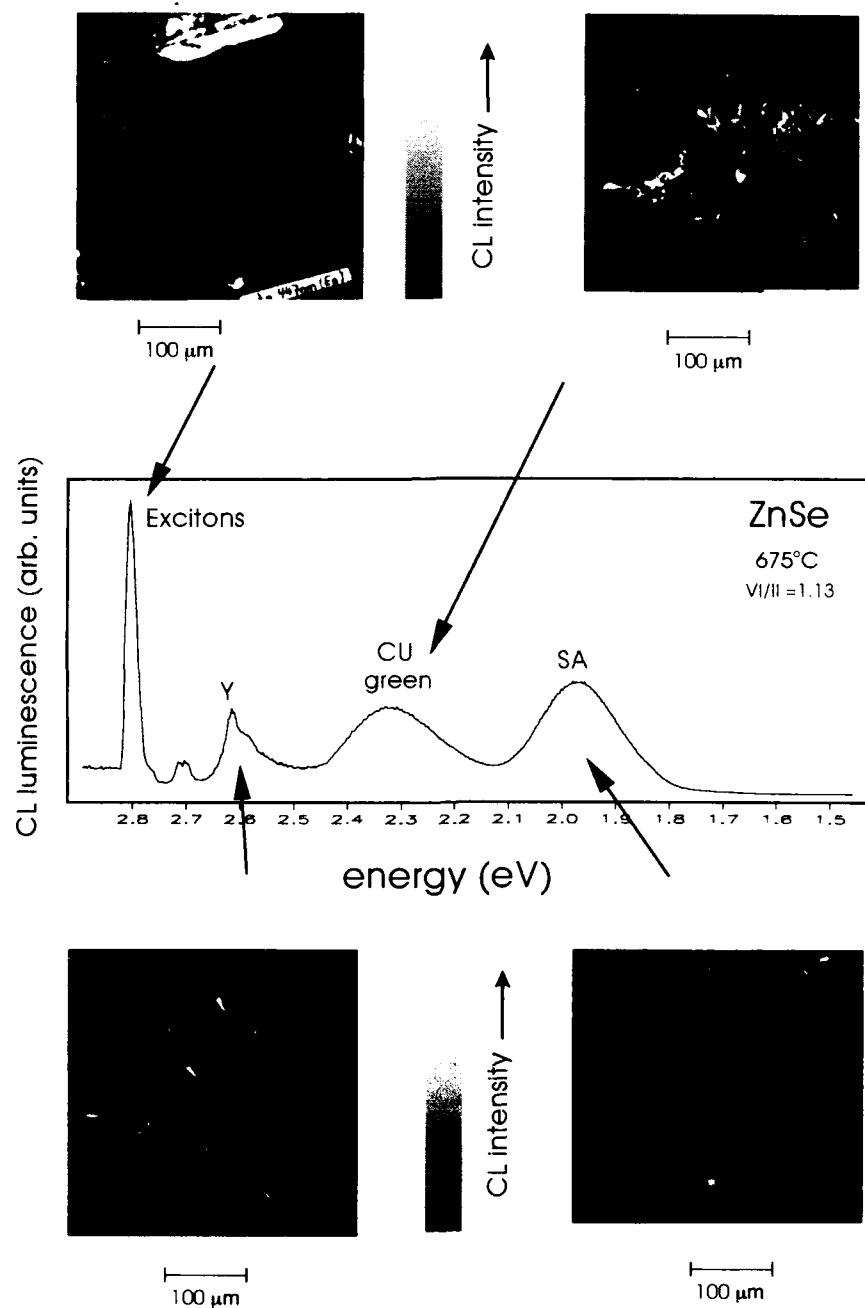 CL intensity
100 μm
100 μm
CL luminescence (arb. units)
Excitons
Y
CU
green
SA
ZnSe
675°C
VI/II =1.13
2.8 2.7 2.6 2.5 2.4 2.3 2.2 2.1 2.0 1.9 1.8 1.7 1.6 1.5
energy (eV)
CL intensity
100 μm
100 μm